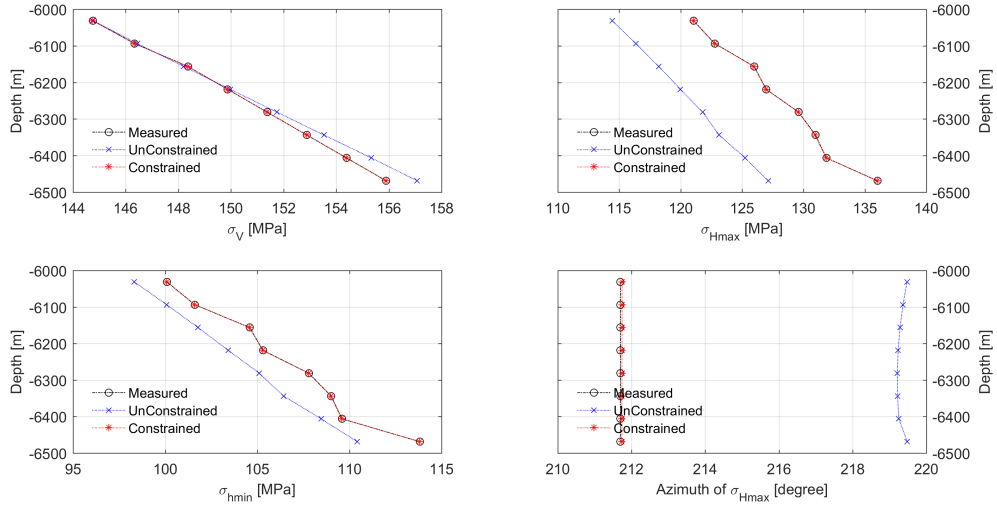 -6000
-6100
-6200
-6300
-6400
-6500
Depth [m]
Measured
UnConstrained
Constrained
144 146 148 150 152 154 156 158
σV [MPa]
-6000
-6100
-6200
-6300
-6400
-6500
Depth [m]
Measured
UnConstrained
Constrained
110 115 120 125 130 135 140
σHmax [MPa]
-6000
-6100
-6200
-6300
-6400
-6500
Depth [m]
Measured
UnConstrained
Constrained
95 100 105 110 115
σhmin [MPa]
-6000
-6100
-6200
-6300
-6400
-6500
Depth [m]
Measured
UnConstrained
Constrained
210 212 214 216 218 220
Azimuth of σHmax [degree]